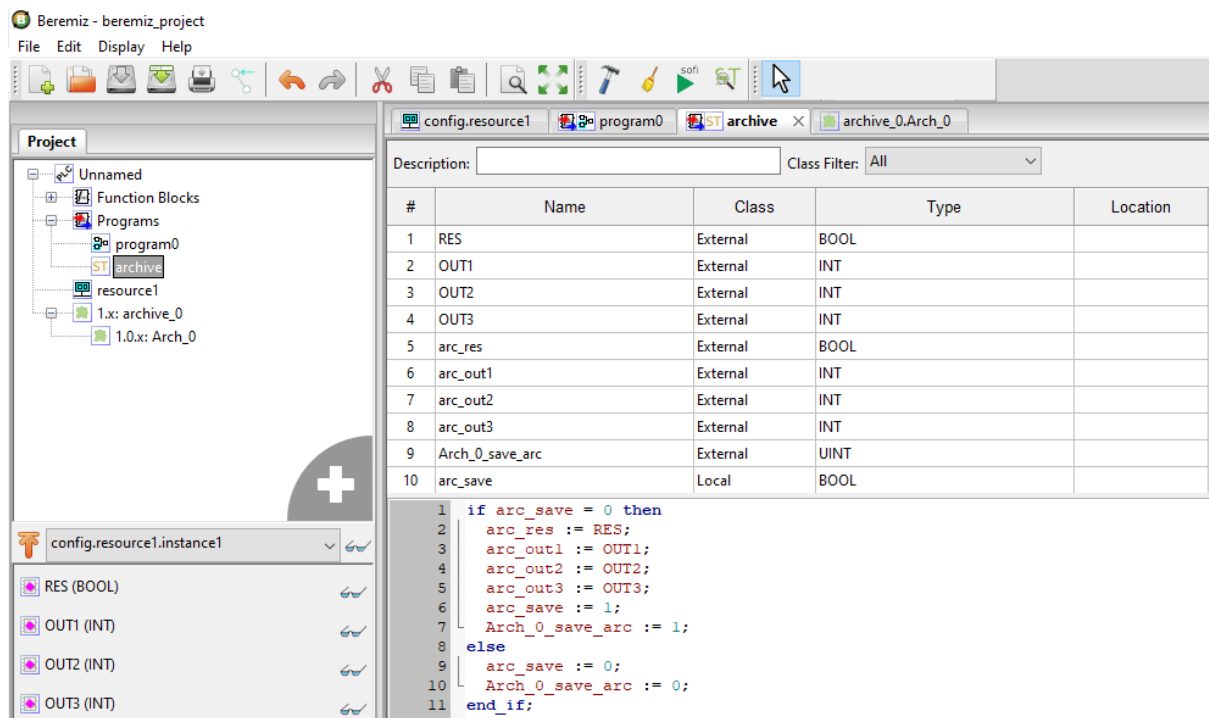 Beremiz - beremiz_project
File Edit Display Help
sofi
Project
Unnamed
Function Blocks
Programs
program0
ST archive
resource1
1.x: archive_0
1.0.x: Arch_0
config.resource1.instance1
RES (BOOL)
OUT1 (INT)
OUT2 (INT)
OUT3 (INT)
config.resource1 program0 ST archive archive_0.Arch_0
Description: Class Filter: All
# Name Class Type Location
1 RES External BOOL
2 OUT1 External INT
3 OUT2 External INT
4 OUT3 External INT
5 arc_res External BOOL
6 arc_out1 External INT
7 arc_out2 External INT
8 arc_out3 External INT
9 Arch_0_save_arc External UINT
10 arc_save Local BOOL
1 if arc_save = 0 then
2 arc_res := RES;
3 arc_out1 := OUT1;
4 arc_out2 := OUT2;
5 arc_out3 := OUT3;
6 arc_save := 1;
7 Arch_0_save_arc := 1;
8 else
9 arc_save := 0;
10 Arch_0_save_arc := 0;
11 end_if;